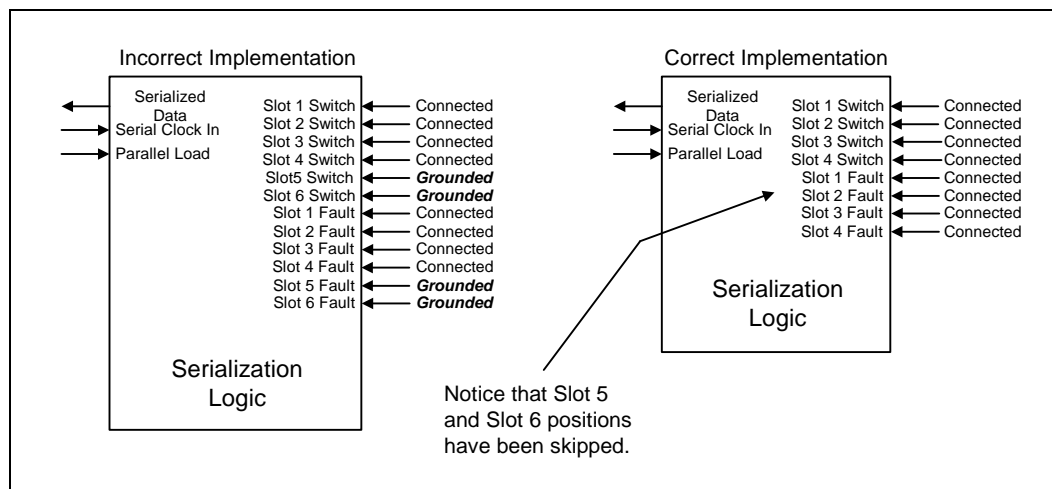 Incorrect Implementation
Serialized
Data
Serial Clock In
Parallel Load
Slot 1 Switch Connected
Slot 2 Switch Connected
Slot 3 Switch Connected
Slot 4 Switch Connected
Slot5 Switch Grounded
Slot 6 Switch Grounded
Slot 1 Fault Connected
Slot 2 Fault Connected
Slot 3 Fault Connected
Slot 4 Fault Connected
Slot 5 Fault Grounded
Slot 6 Fault Grounded
Serialization
Logic
Correct Implementation
Serialized
Data
Serial Clock In
Parallel Load
Slot 1 Switch Connected
Slot 2 Switch Connected
Slot 3 Switch Connected
Slot 4 Switch Connected
Slot 1 Fault Connected
Slot 2 Fault Connected
Slot 3 Fault Connected
Slot 4 Fault Connected
Serialization
Logic
Notice that Slot 5
and Slot 6 positions
have been skipped.